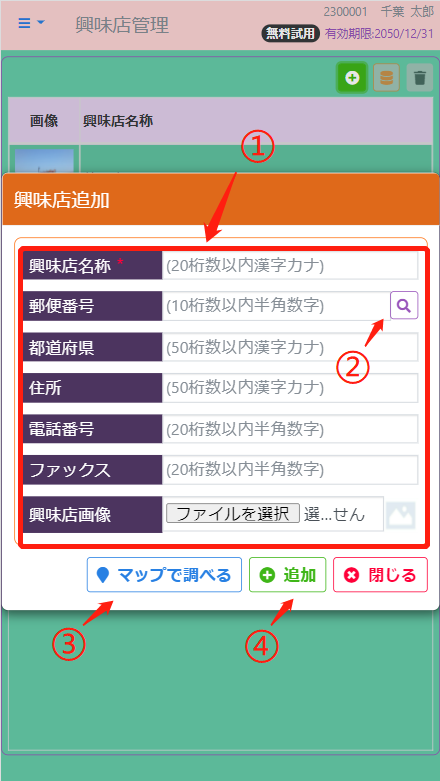 2300001 千葉 太郎
興味店管理
無料試用 有効期限:2050/12/31
画像 興味店名称
①
興味店追加
興味店名称 * (20桁数以内漢字カナ)
郵便番号 (10桁数以内半角数字)
都道府県 (50桁数以内漢字カナ)
②
住所 (50桁数以内漢字カナ)
電話番号 (20桁数以内半角数字)
ファックス (20桁数以内半角数字)
興味店画像 ファイルを選択 選...せん
マップで調べる 追加 閉じる
③ ④